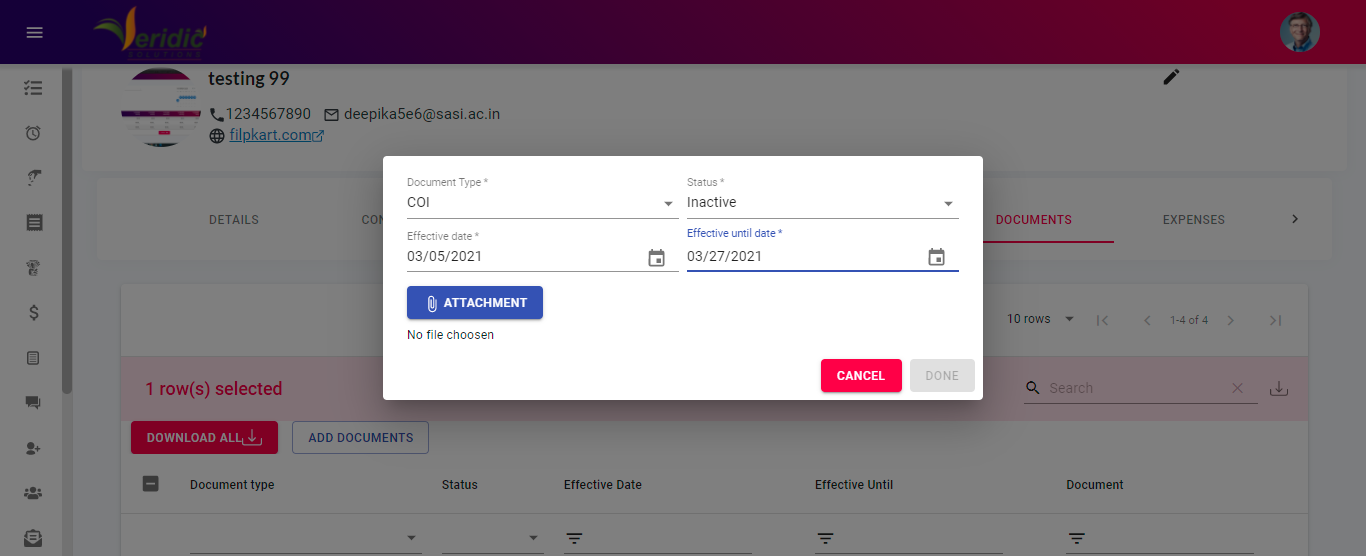 eridic
SOLUTIONS
testing 99
1234567890 deepika5e6@sasi.ac.in
filpkart.com
DETAILS CON DOCUMENTS EXPENSES
Document Type * Status *
COI Inactive
Effective date * Effective until date *
03/05/2021 03/27/2021
ATTACHMENT
No file choosen
CANCEL DONE
10 rows 1-4 of 4
1 row(s) selected Search
DOWNLOAD ALL ADD DOCUMENTS
Document type Status Effective Date Effective Until Document